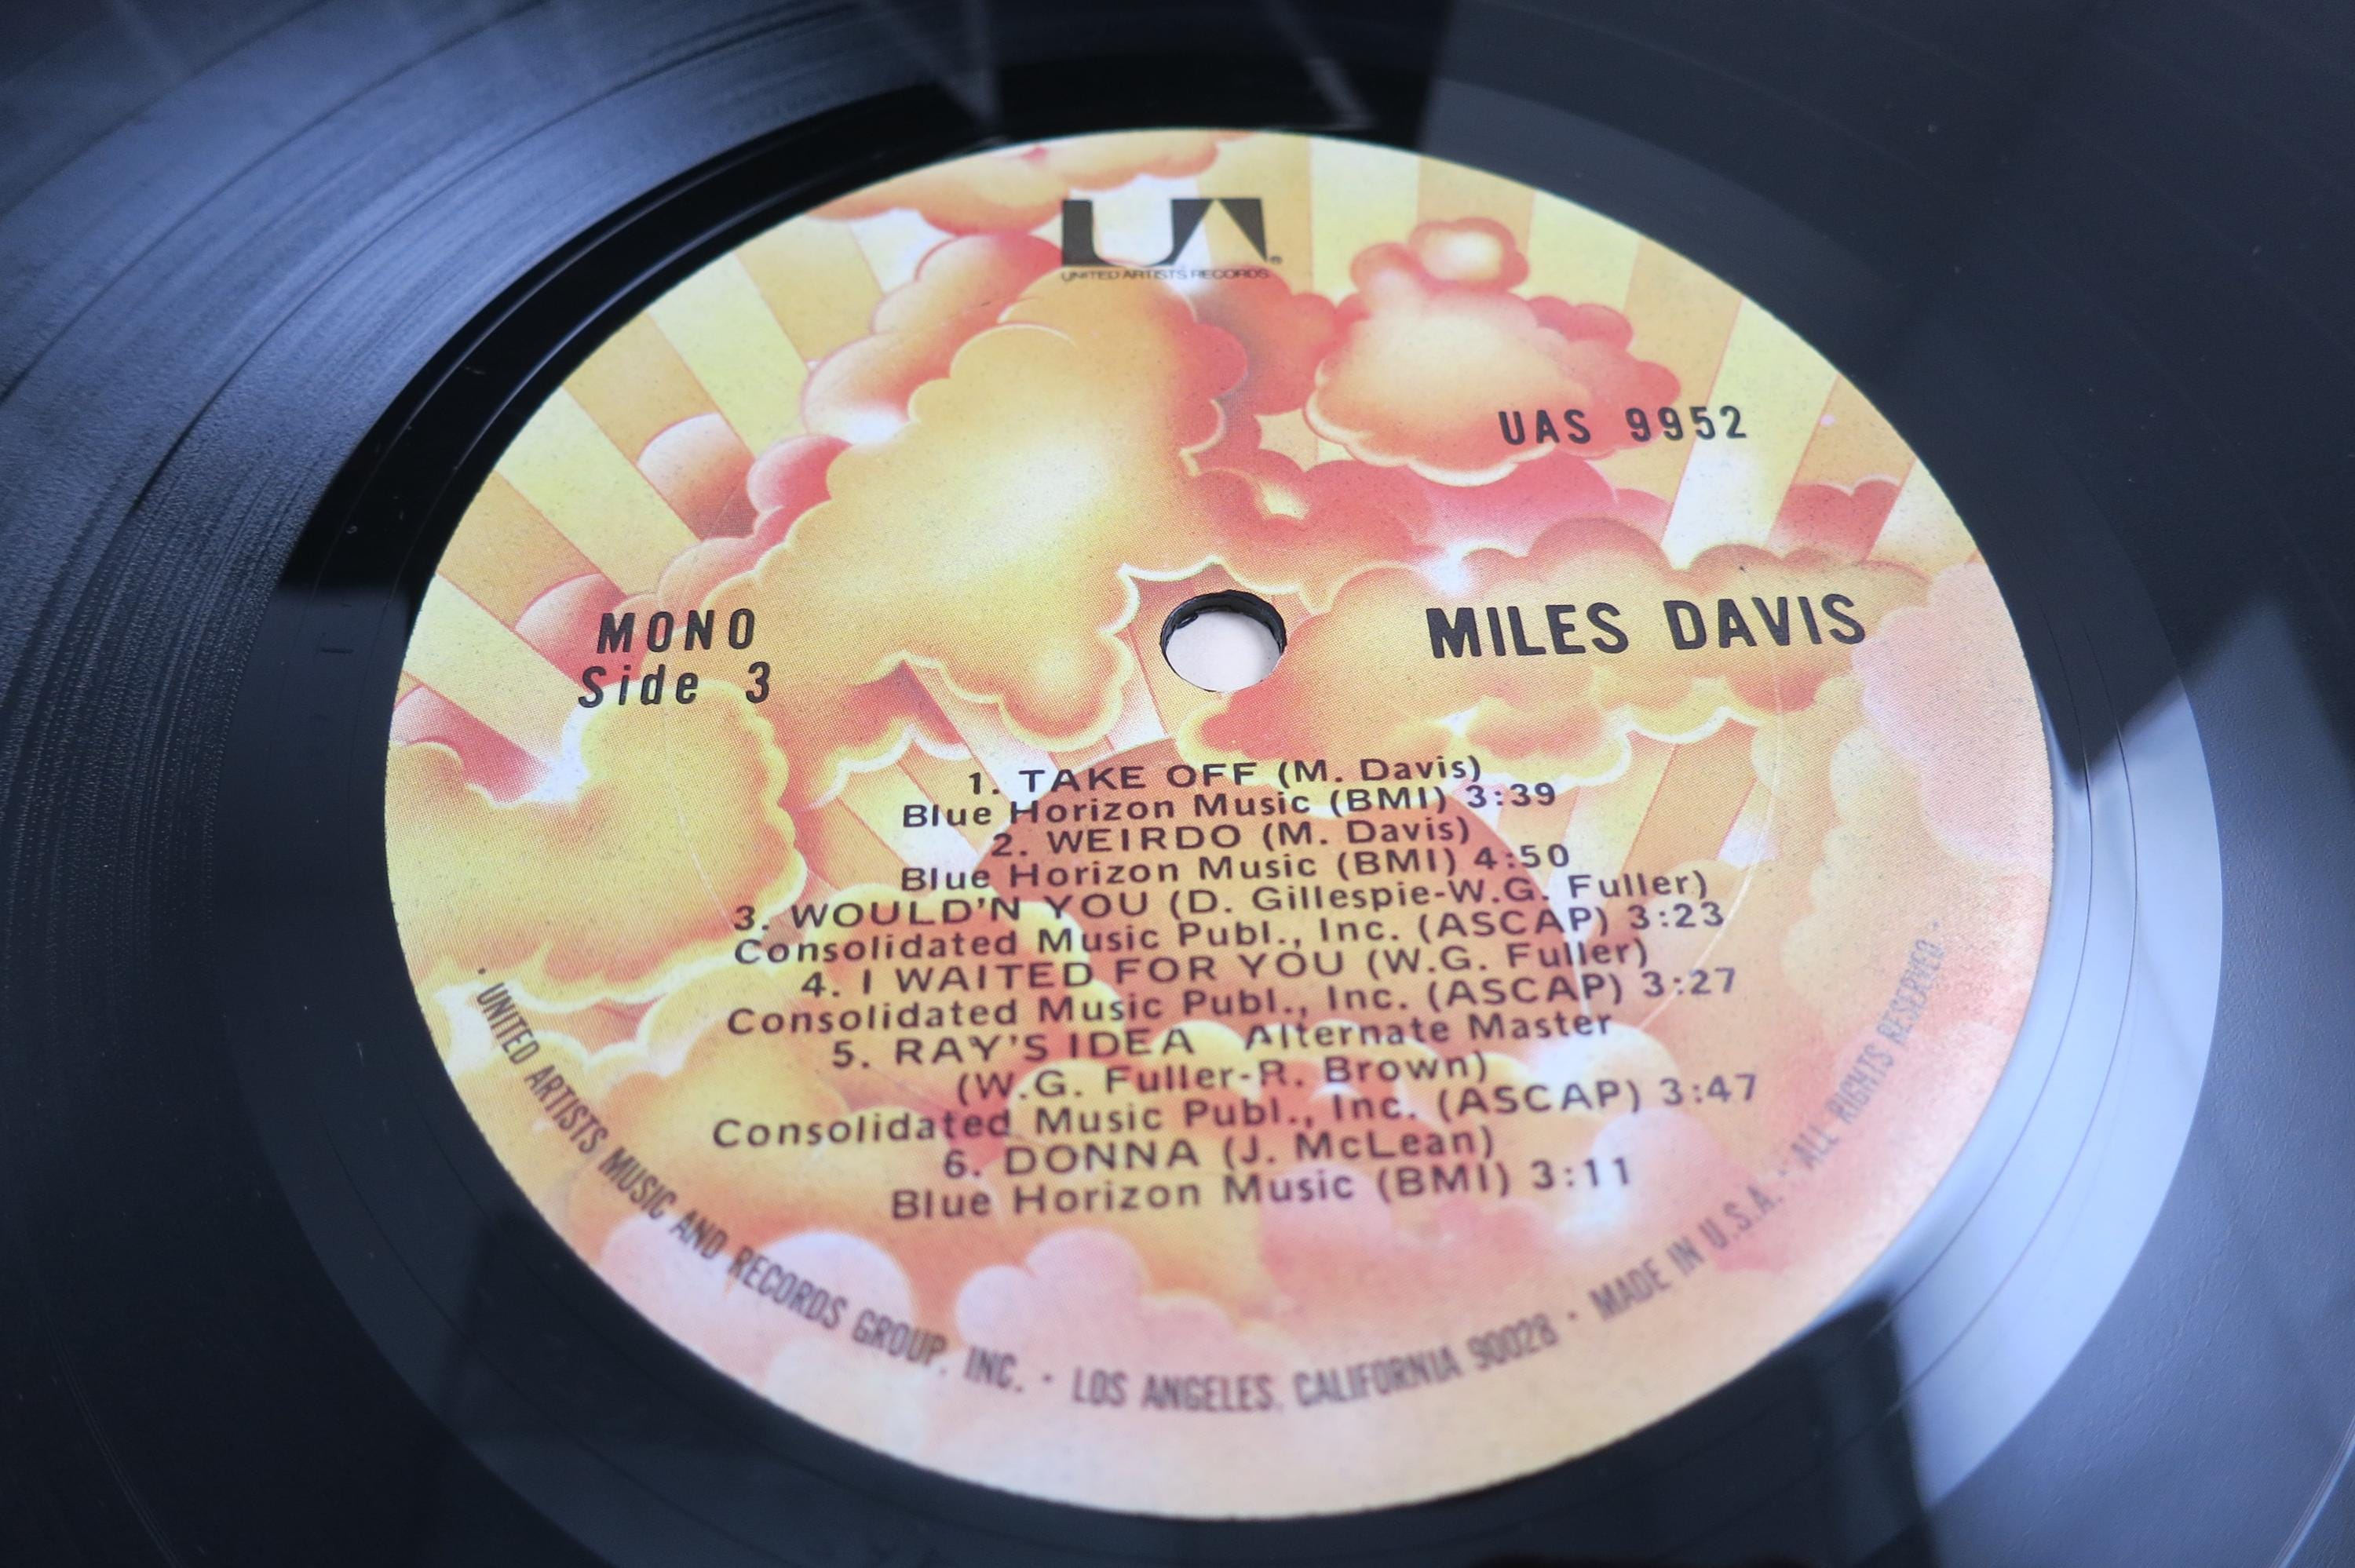 UA®
UNITED ARTISTS RECORDS
UAS 9952
MONO
Side 3
MILES DAVIS
1. TAKE OFF (M. Davis)
Blue Horizon Music (BMI) 3:39
2. WEIRDO (M. Davis)
Blue Horizon Music (BMI) 4:50
3. WOULD'N YOU (D. Gillespie-W.G. Fuller)
Consolidated Music Publ., Inc. (ASCAP) 3:23
4. I WAITED FOR YOU (W.G. Fuller)
Consolidated Music Publ., Inc. (ASCAP) 3:27
5. RAY'S IDEA Alternate Master
(W.G. Fuller-R. Brown)
Consolidated Music Publ., Inc. (ASCAP) 3:47
6. DONNA (J. McLean)
Blue Horizon Music (BMI) 3:11
· UNITED ARTISTS MUSIC AND RECORDS GROUP, INC. · LOS ANGELES, CALIFORNIA 90028 · MADE IN U.S.A. · ALL RIGHTS RESERVED ·